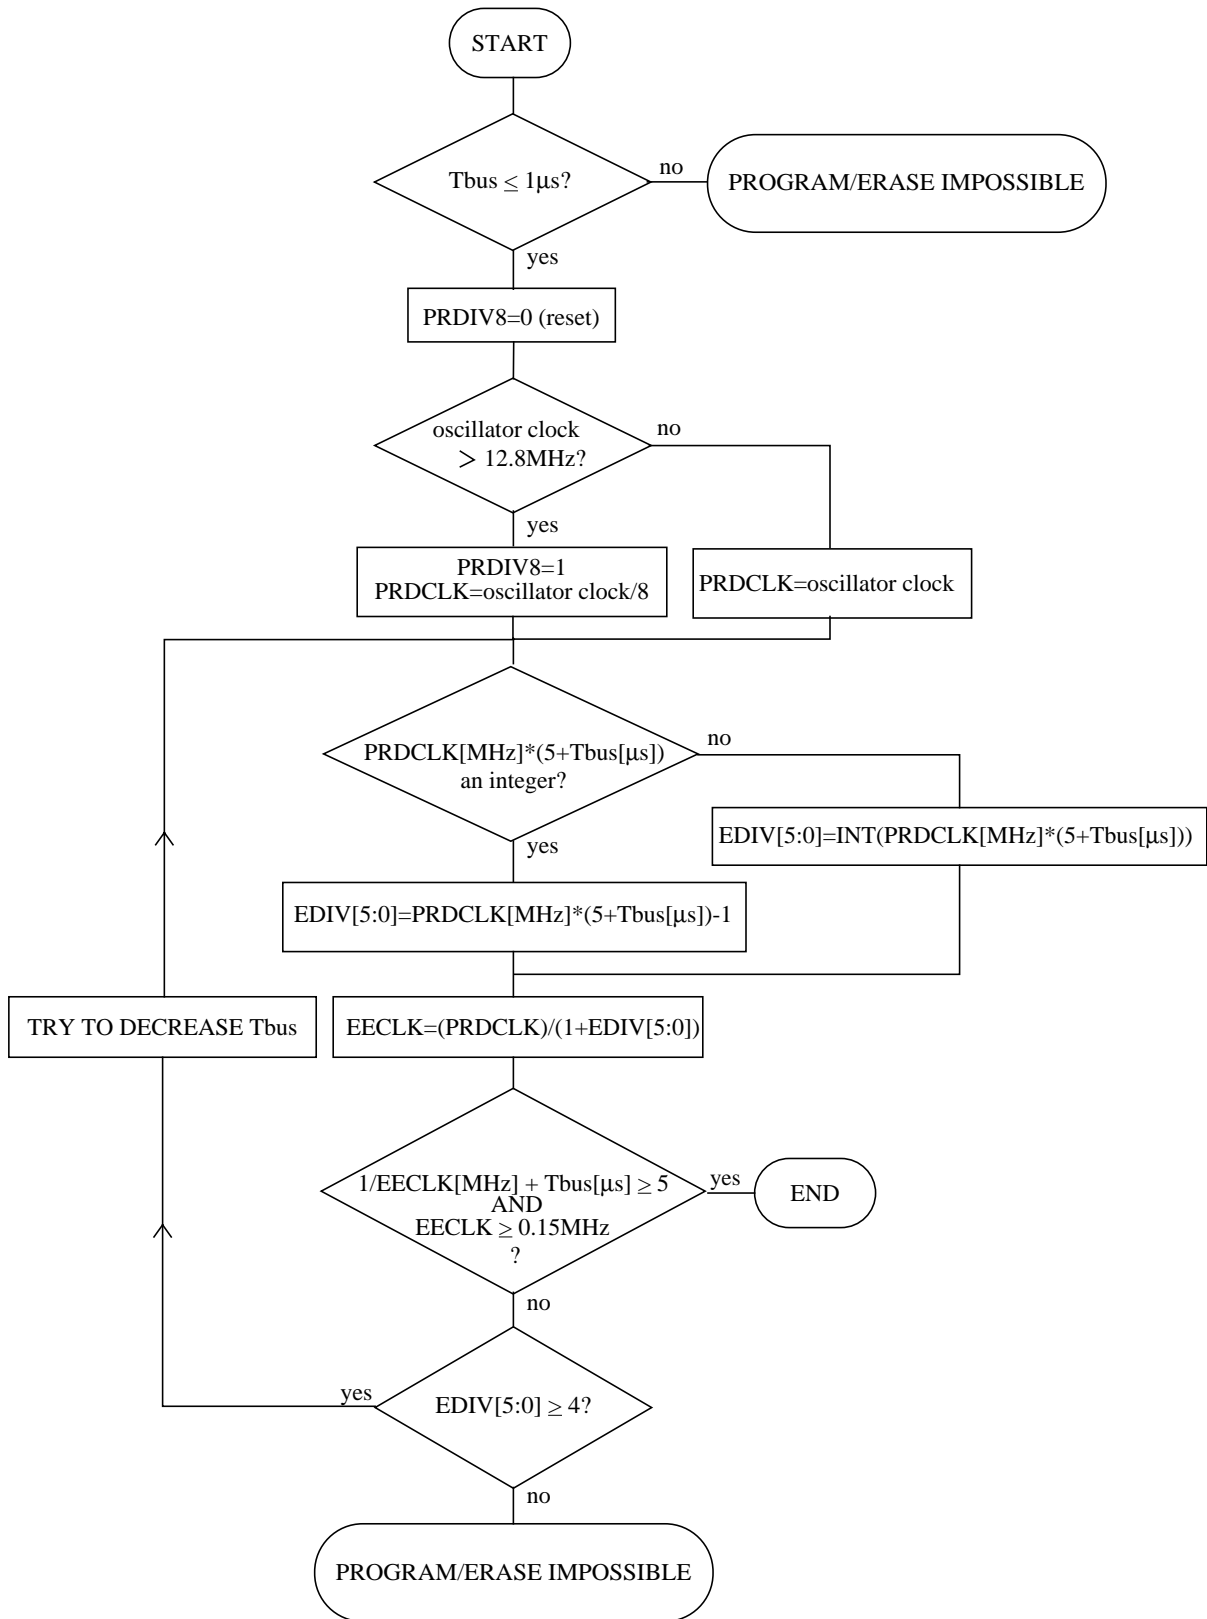 START
Tbus ≤ 1μs?
no
PROGRAM/ERASE IMPOSSIBLE
yes
PRDIV8=0 (reset)
oscillator clock
> 12.8MHz?
no
yes
PRDIV8=1
PRDCLK=oscillator clock/8
PRDCLK=oscillator clock
PRDCLK[MHz]*(5+Tbus[μs])
an integer?
no
yes
EDIV[5:0]=INT(PRDCLK[MHz]*(5+Tbus[μs]))
EDIV[5:0]=PRDCLK[MHz]*(5+Tbus[μs])-1
TRY TO DECREASE Tbus
EECLK=(PRDCLK)/(1+EDIV[5:0])
1/EECLK[MHz] + Tbus[μs] ≥ 5
AND
EECLK ≥ 0.15MHz
?
yes
END
no
yes
EDIV[5:0] ≥ 4?
no
PROGRAM/ERASE IMPOSSIBLE